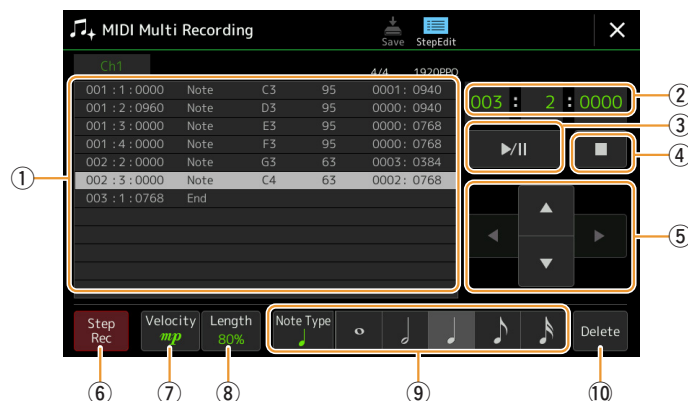 MIDI Multi Recording
Save StepEdit
Ch1 4/4 1920PPQ
001 : 1 : 0000 Note C3 95 0001 : 0940
001 : 2 : 0960 Note D3 95 0000 : 0940
001 : 3 : 0000 Note E3 95 0000 : 0768
001 : 4 : 0000 Note F3 95 0000 : 0768
002 : 2 : 0000 Note G3 63 0003 : 0384
002 : 3 : 0000 Note C4 63 0002 : 0768
003 : 1 : 0768 End
003 : 2 : 0000
①
②
③
④
⑤
Step Rec
Velocity mp
Length 80%
Note Type
Delete
⑥ ⑦ ⑧ ⑨ ⑩